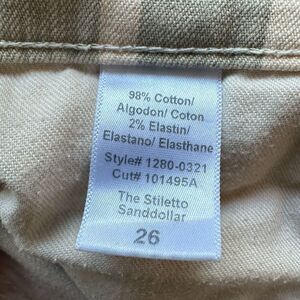 98% Cotton/
Algodon/ Coton
2% Elastin/
Elastano/ Elasthane
Style# 1280-0321
Cut# 101495A
The Stiletto
Sanddollar
26